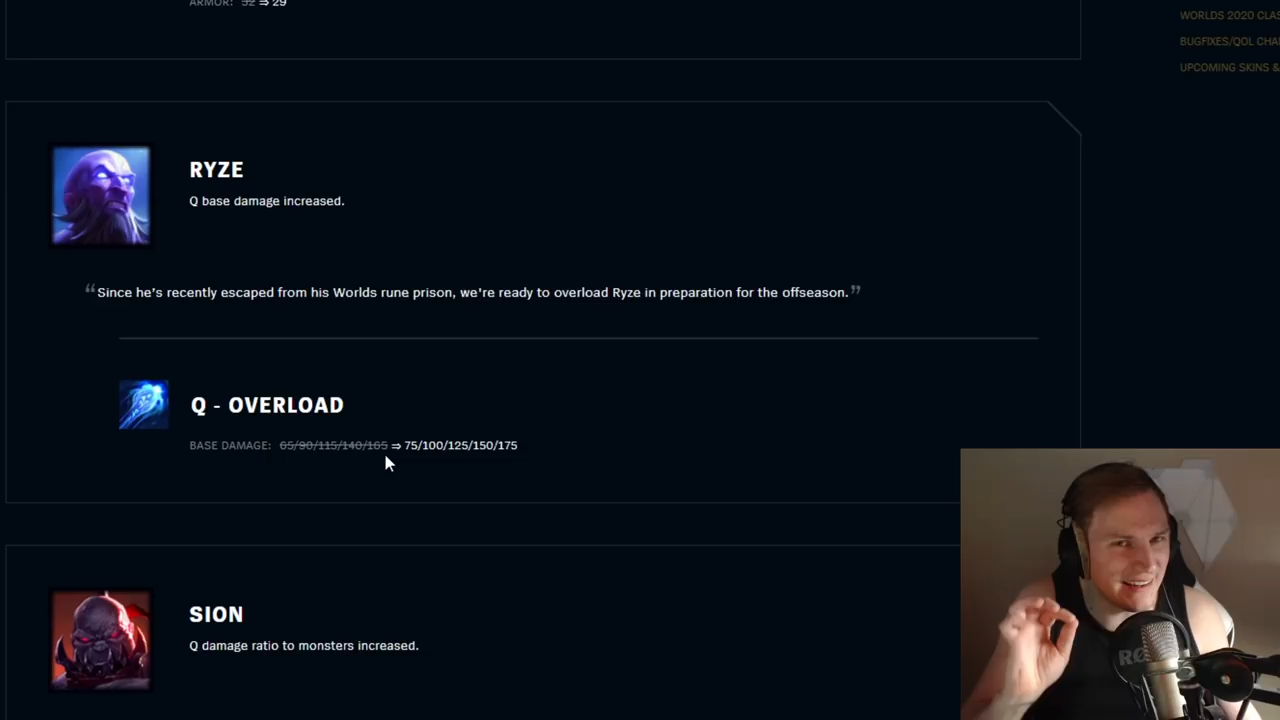 ARMOR: 32 ⇒ 29
WORLDS 2020 CLA
BUGFIXES/QOL CHA
UPCOMING SKINS &
RYZE
Q base damage increased.
“Since he's recently escaped from his Worlds rune prison, we're ready to overload Ryze in preparation for the offseason.”
Q - OVERLOAD
BASE DAMAGE: 65/90/115/140/165 ⇒ 75/100/125/150/175
SION
Q damage ratio to monsters increased.